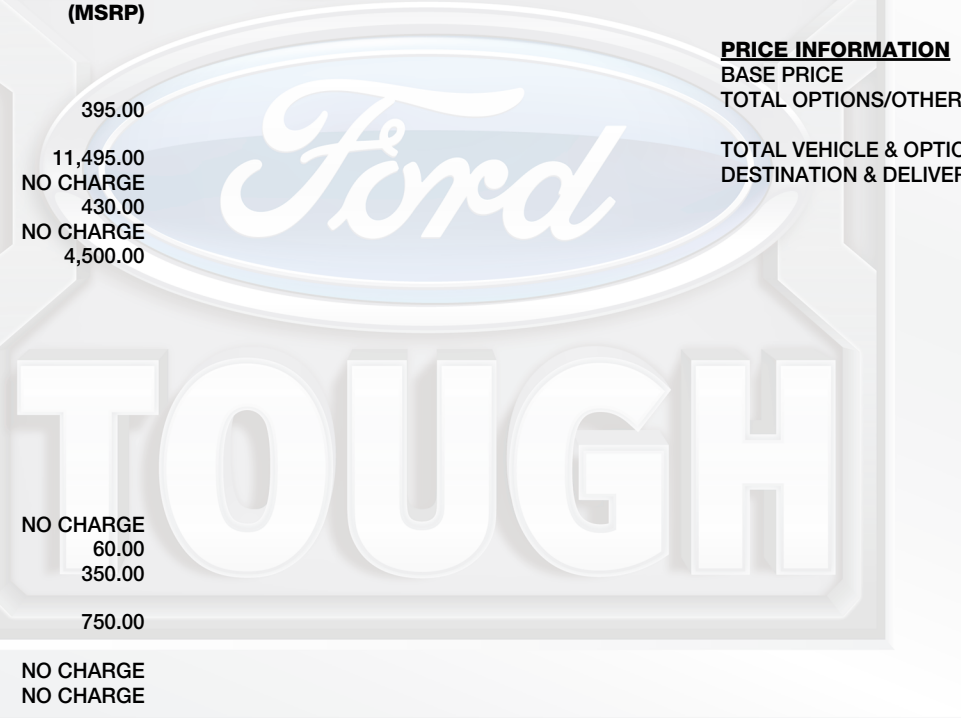 (MSRP)
395.00
11,495.00
NO CHARGE
430.00
NO CHARGE
4,500.00
NO CHARGE
60.00
350.00
750.00
NO CHARGE
NO CHARGE
PRICE INFORMATION
BASE PRICE
TOTAL OPTIONS/OTHER
TOTAL VEHICLE & OPTIO
DESTINATION & DELIVER
Ford
TOUGH